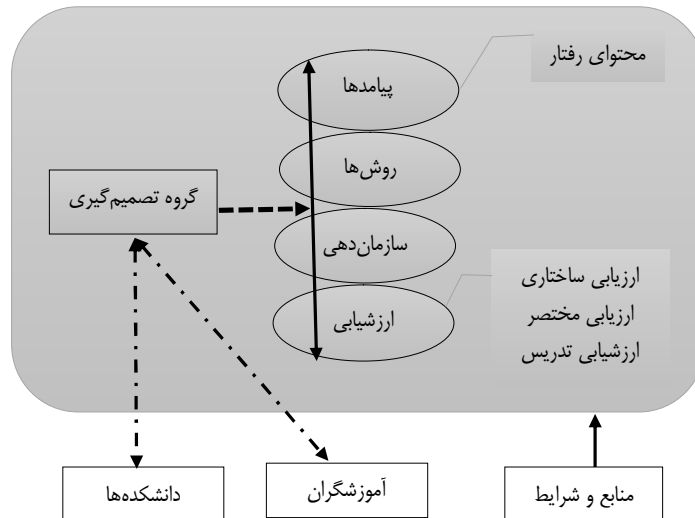 محتوای رفتار
پیامدها
روش‌ها
گروه تصمیم‌گیری
سازمان‌دهی
ارزشیابی
ارزیابی ساختاری
ارزیابی مختصر
ارزشیابی تدریس
منابع و شرایط
آموزشگران
دانشکده‌ها